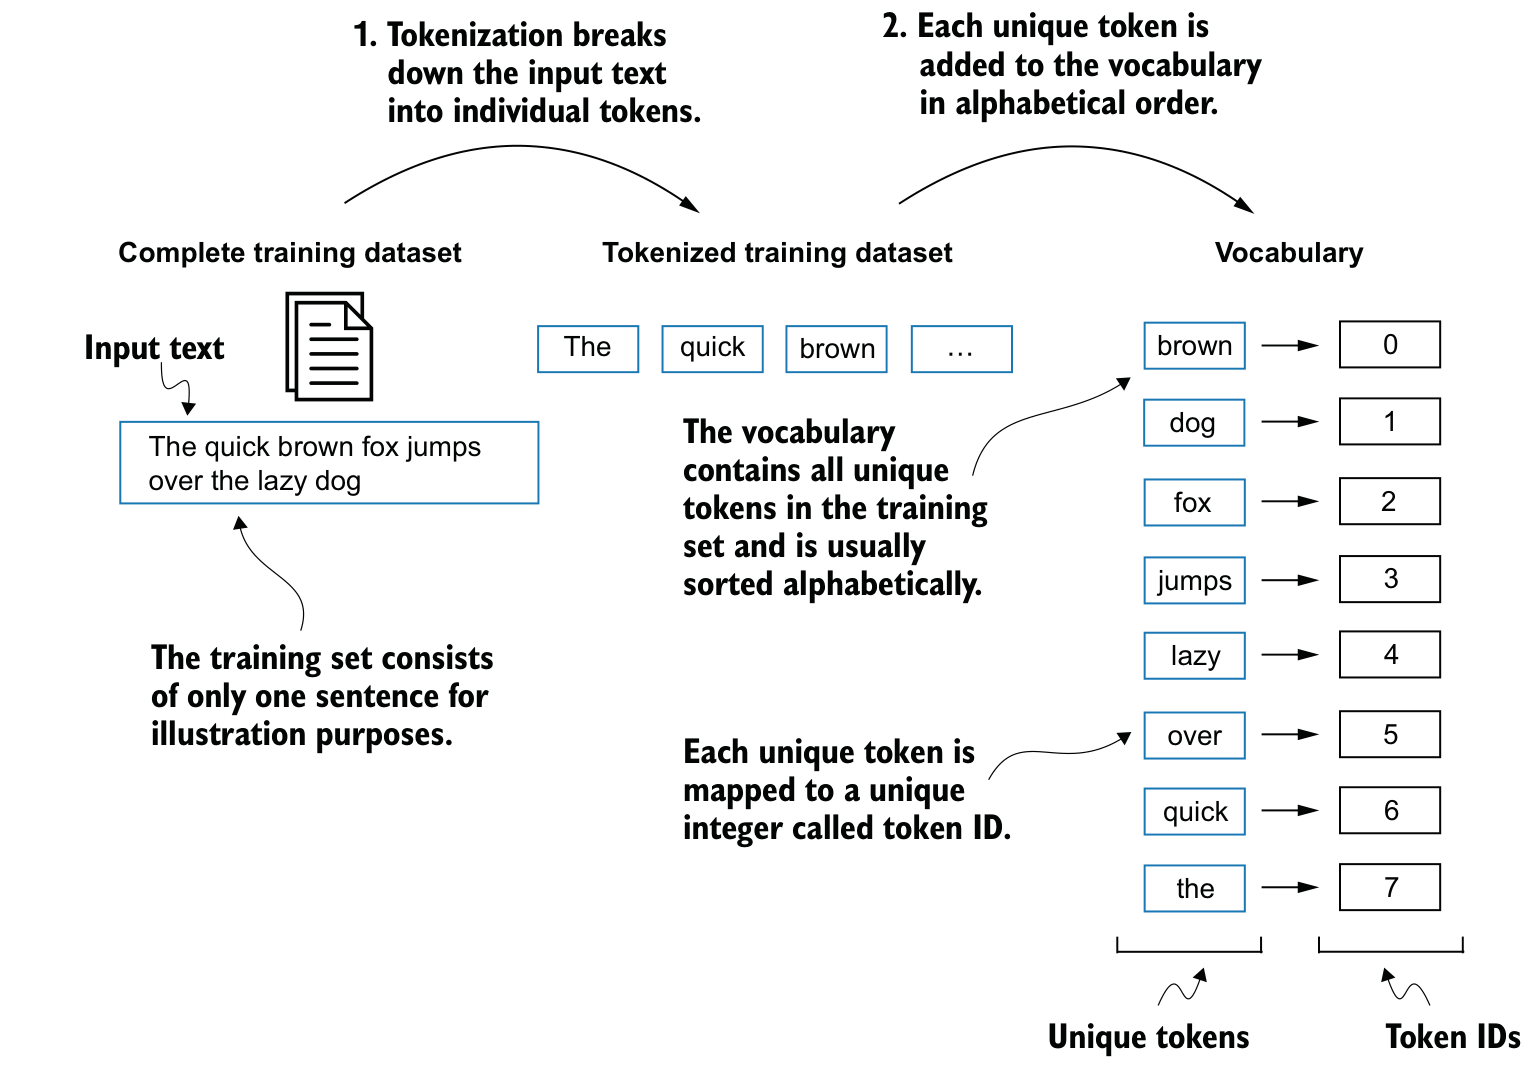 1. Tokenization breaks
down the input text
into individual tokens.
2. Each unique token is
added to the vocabulary
in alphabetical order.
Complete training dataset
Tokenized training dataset
Vocabulary
Input text
The quick brown fox jumps
over the lazy dog
The training set consists
of only one sentence for
illustration purposes.
The
quick
brown
...
The vocabulary
contains all unique
tokens in the training
set and is usually
sorted alphabetically.
Each unique token is
mapped to a unique
integer called token ID.
brown 0
dog 1
fox 2
jumps 3
lazy 4
over 5
quick 6
the 7
Unique tokens
Token IDs